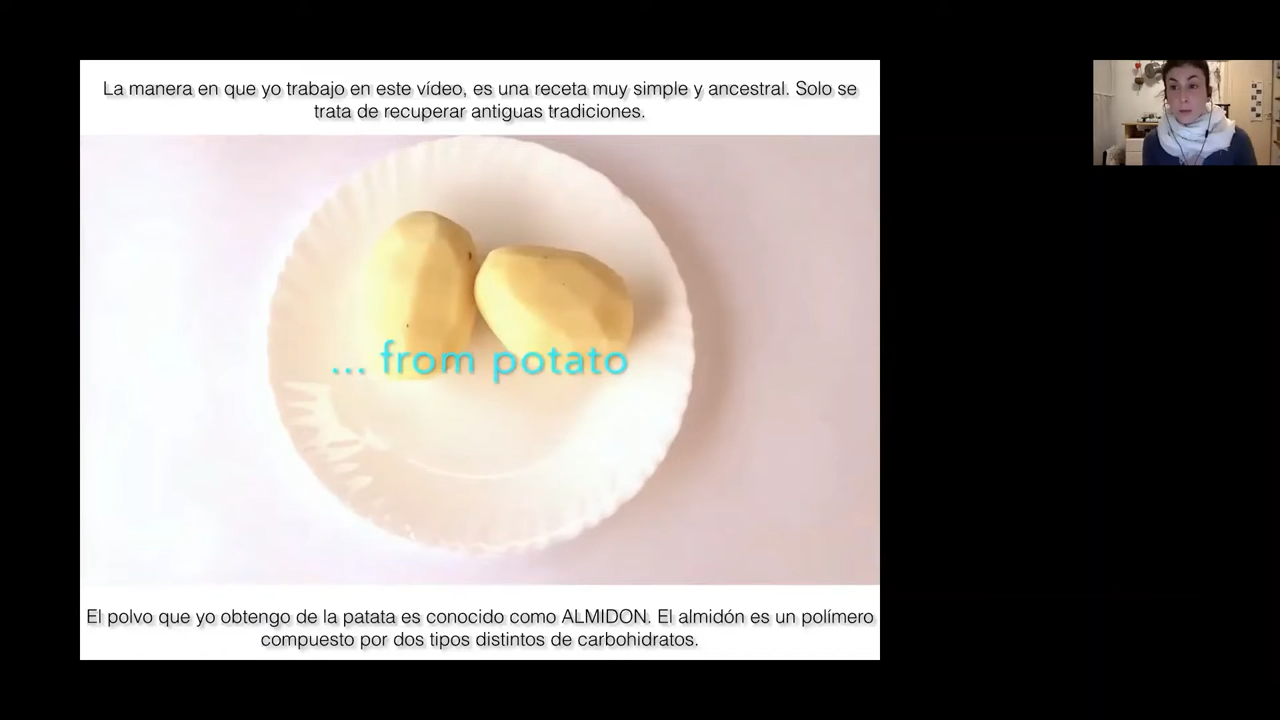 La manera en que yo trabajo en este vídeo, es una receta muy simple y ancestral. Solo se
trata de recuperar antiguas tradiciones.
... from potato
El polvo que yo obtengo de la patata es conocido como ALMIDON. El almidón es un polímero
compuesto por dos tipos distintos de carbohidratos.